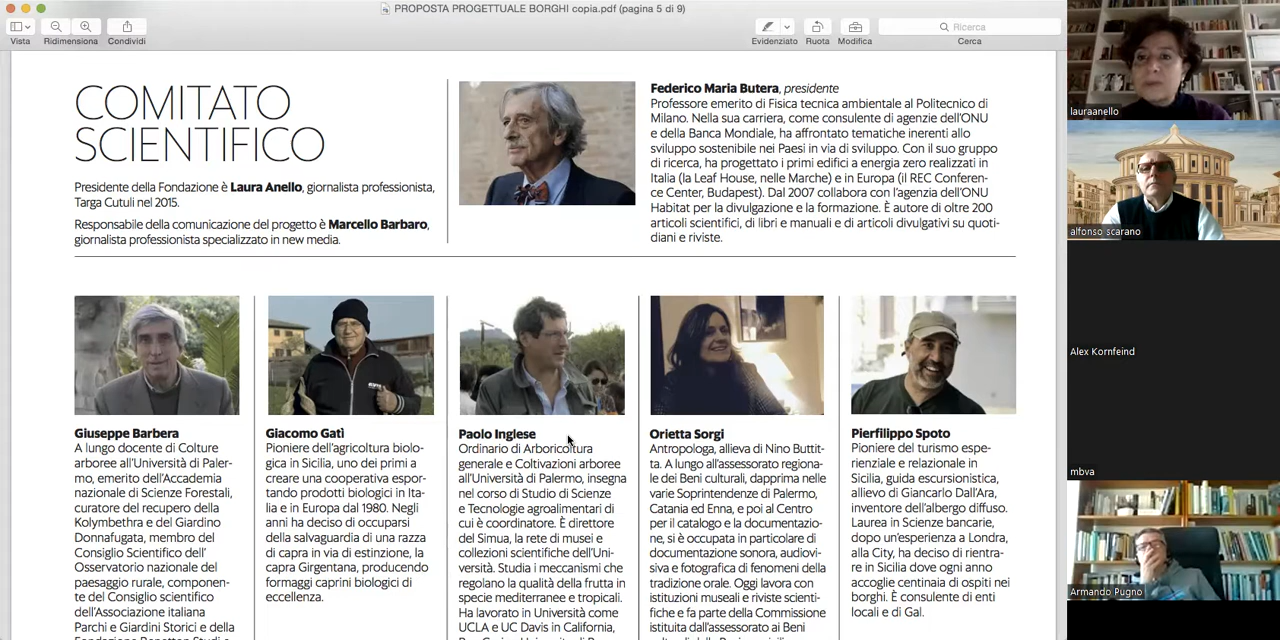 PROPOSTA PROGETTUALE BORGHI copia.pdf (pagina 5 di 9)
Vista
Ridimensiona
Condividi
Evidenziato
Ruota
Modifica
Ricerca
Cerca
COMITATO
SCIENTIFICO
Presidente della Fondazione è Laura Anello, giornalista professionista,
Targa Cutuli nel 2015.
Responsabile della comunicazione del progetto è Marcello Barbaro,
giornalista professionista specializzato in new media.
Federico Maria Butera, presidente
Professore emerito di Fisica tecnica ambientale al Politecnico di
Milano. Nella sua carriera, come consulente di agenzie dell'ONU
e della Banca Mondiale, ha affrontato tematiche inerenti allo
sviluppo sostenibile nei Paesi in via di sviluppo. Con il suo gruppo
di ricerca, ha progettato i primi edifici a energia zero realizzati in
Italia (la Leaf House, nelle Marche) e in Europa (il REC Conferen-
ce Center, Budapest). Dal 2007 collabora con l'agenzia dell'ONU
Habitat per la divulgazione e la formazione. È autore di oltre 200
articoli scientifici, di libri e manuali e di articoli divulgativi su quoti-
diani e riviste.
Giuseppe Barbera
A lungo docente di Colture
arboree all'Università di Paler-
mo, emerito dell'Accademia
nazionale di Scienze Forestali,
curatore del recupero della
Kolymbethra e del Giardino
Donnafugata, membro del
Consiglio Scientifico dell'
Osservatorio nazionale del
paesaggio rurale, componen-
te del Consiglio scientifico
dell'Associazione italiana
Parchi e Giardini Storici e della
Fondazione Benetton Studi e
Giacomo Gatì
Pioniere dell'agricoltura biolo-
gica in Sicilia, uno dei primi a
creare una cooperativa espor-
tando prodotti biologici in Ita-
lia e in Europa dal 1980. Negli
anni ha deciso di occuparsi
della salvaguardia di una razza
di capra in via di estinzione, la
capra Girgentana, producendo
formaggi caprini biologici di
eccellenza.
Paolo Inglese
Ordinario di Arboricoltura
generale e Coltivazioni arboree
all'Università di Palermo, insegna
nel corso di Studio di Scienze
e Tecnologie agroalimentari di
cui è coordinatore. È direttore
del Simua, la rete di musei e
collezioni scientifiche dell'Uni-
versità. Studia i meccanismi che
regolano la qualità della frutta in
specie mediterranee e tropicali.
Ha lavorato in Università come
UCLA e UC Davis in California,
Orietta Sorgi
Antropologa, allieva di Nino Buttit-
ta. A lungo all'assessorato regiona-
le dei Beni culturali, dapprima nelle
varie Soprintendenze di Palermo,
Catania ed Enna, e poi al Centro
per il catalogo e la documentazio-
ne, si è occupata in particolare di
documentazione sonora, audiovi-
siva e fotografica di fenomeni della
tradizione orale. Oggi lavora con
istituzioni museali e riviste scienti-
fiche e fa parte della Commissione
istituita dall'assessorato ai Beni
Pierfilippo Spoto
Pioniere del turismo espe-
rienziale e relazionale in
Sicilia, guida escursionistica,
allievo di Giancarlo Dall'Ara,
inventore dell'albergo diffuso.
Laurea in Scienze bancarie,
dopo un'esperienza a Londra,
alla City, ha deciso di rientra-
re in Sicilia dove ogni anno
accoglie centinaia di ospiti nei
borghi. È consulente di enti
locali e di Gal.
lauraanello
alfonso scarano
Alex Kornfeind
mbva
Armando Pugno